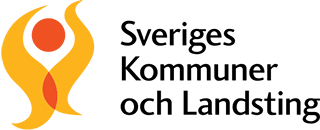 Sveriges
Kommuner
och Landsting